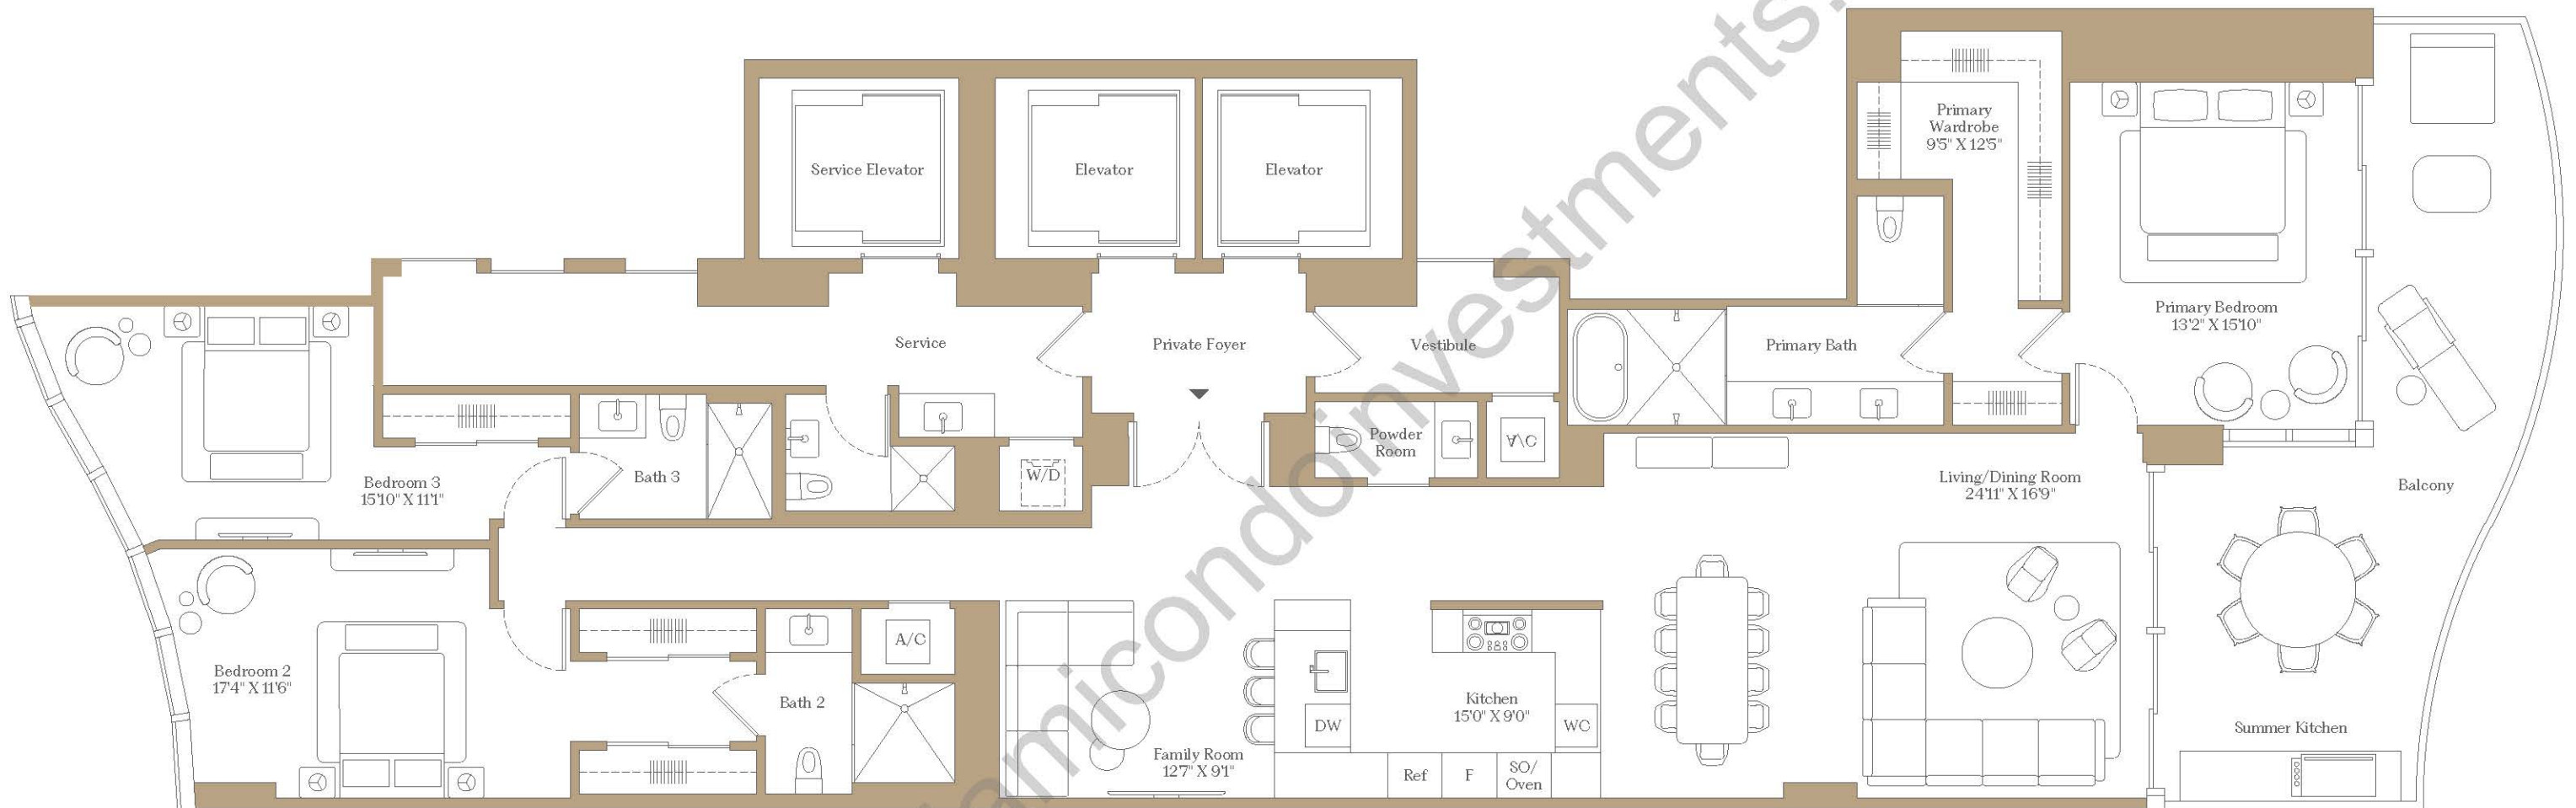 Service Elevator
Elevator
Elevator
Primary
Wardrobe
9'5" X 12'5"
Primary Bedroom
13'2" X 15'10"
Service
Private Foyer
Vestibule
Primary Bath
Bedroom 3
15'10" X 11'1"
Bath 3
W/D
Powder
Room
A/C
Living/Dining Room
24'11" X 16'9"
Balcony
Bedroom 2
17'4" X 11'6"
Bath 2
A/C
Family Room
12'7" X 9'1"
DW
Kitchen
15'0" X 9'0"
WC
Ref
F
SO/
Oven
Summer Kitchen
amicondoinvestments.